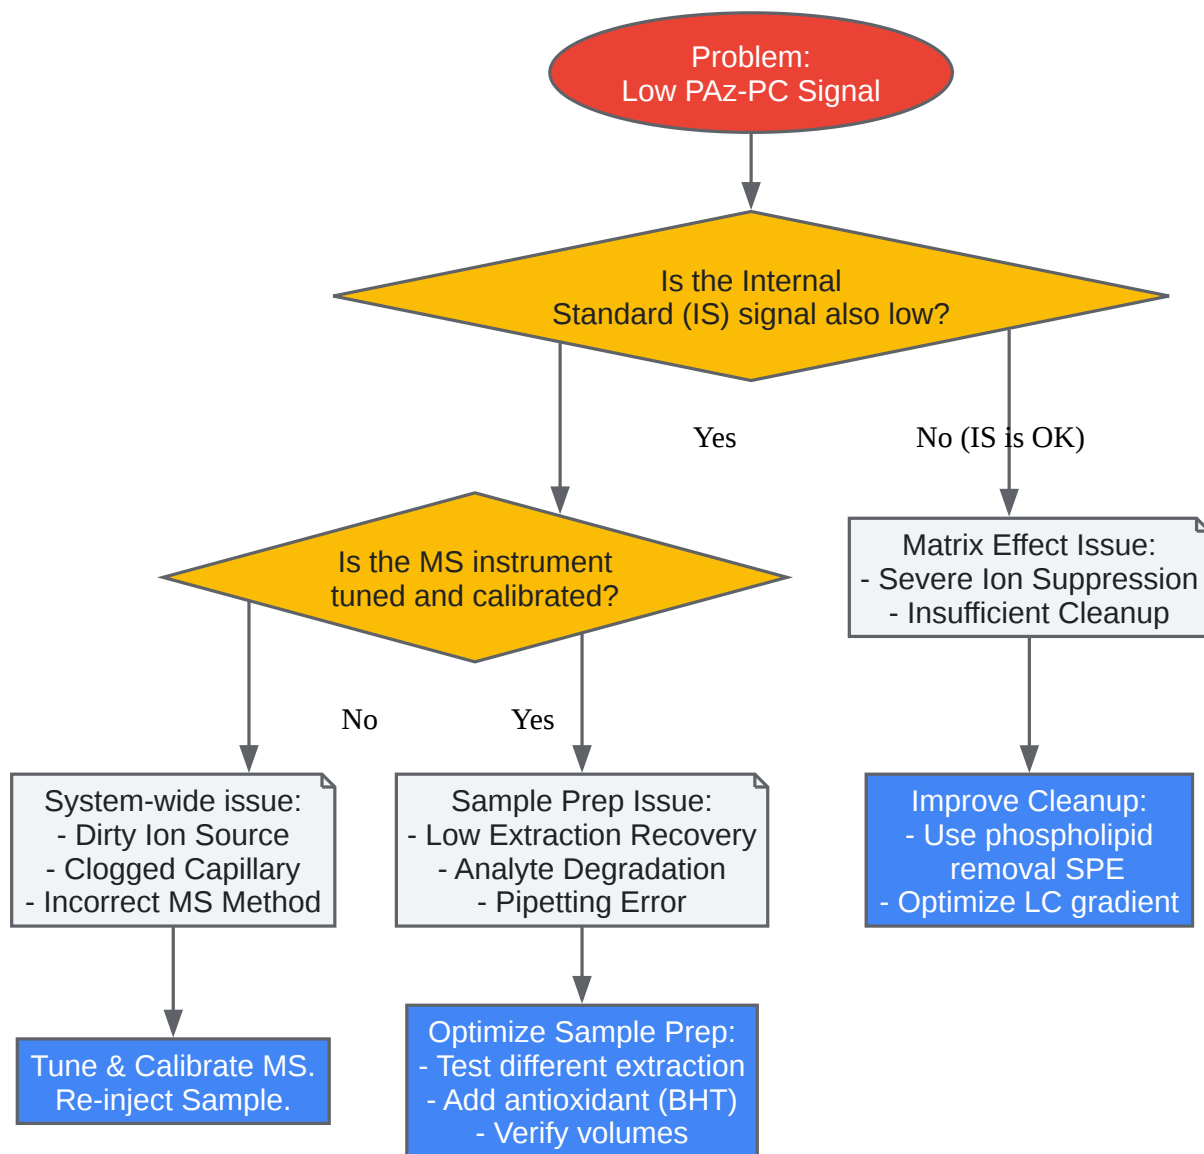 Problem:
Low PAz-PC Signal
Is the Internal
Standard (IS) signal also low?
Yes
No (IS is OK)
Is the MS instrument
tuned and calibrated?
Matrix Effect Issue:
- Severe Ion Suppression
- Insufficient Cleanup
No
Yes
System-wide issue:
- Dirty Ion Source
- Clogged Capillary
- Incorrect MS Method
Sample Prep Issue:
- Low Extraction Recovery
- Analyte Degradation
- Pipetting Error
Improve Cleanup:
- Use phospholipid
removal SPE
- Optimize LC gradient
Tune & Calibrate MS.
Re-inject Sample.
Optimize Sample Prep:
- Test different extraction
- Add antioxidant (BHT)
- Verify volumes